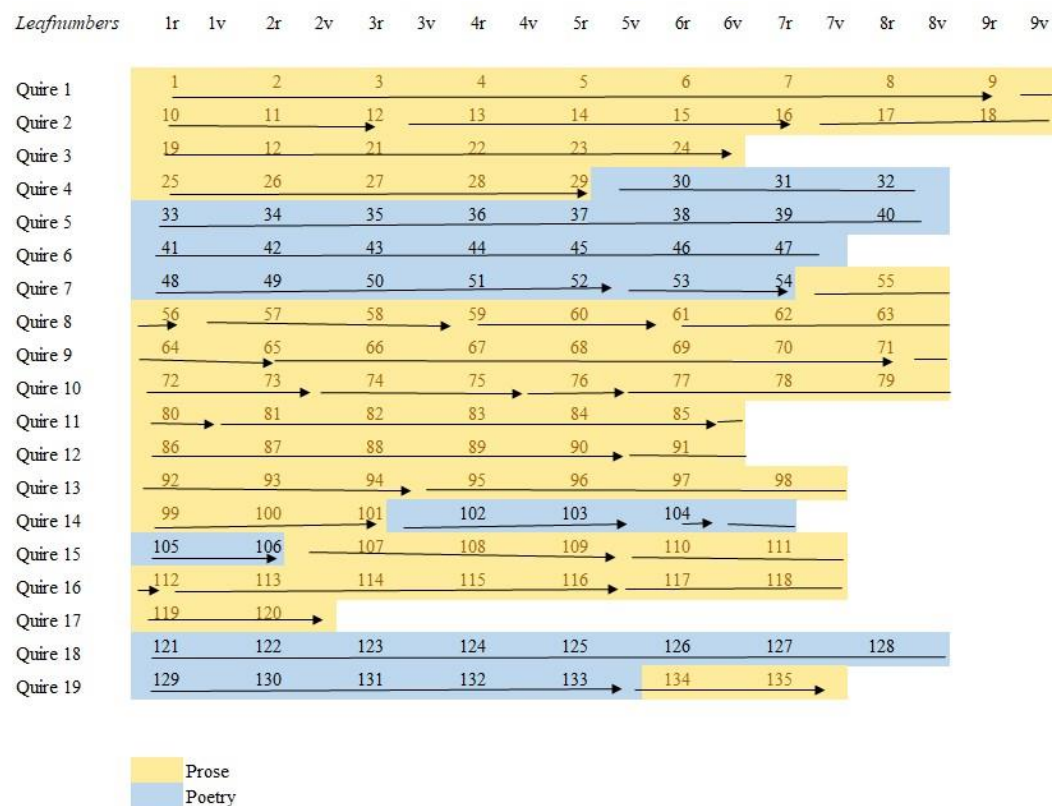 Leafnumbers 1r 1v 2r 2v 3r 3v 4r 4v 5r 5v 6r 6v 7r 7v 8r 8v 9r 9v
Quire 1 1 2 3 4 5 6 7 8 9
Quire 2 10 11 12 13 14 15 16 17 18
Quire 3 19 12 21 22 23 24
Quire 4 25 26 27 28 29 30 31 32
Quire 5 33 34 35 36 37 38 39 40
Quire 6 41 42 43 44 45 46 47
Quire 7 48 49 50 51 52 53 54 55
Quire 8 56 57 58 59 60 61 62 63
Quire 9 64 65 66 67 68 69 70 71
Quire 10 72 73 74 75 76 77 78 79
Quire 11 80 81 82 83 84 85
Quire 12 86 87 88 89 90 91
Quire 13 92 93 94 95 96 97 98
Quire 14 99 100 101 102 103 104
Quire 15 105 106 107 108 109 110 111
Quire 16 112 113 114 115 116 117 118
Quire 17 119 120
Quire 18 121 122 123 124 125 126 127 128
Quire 19 129 130 131 132 133 134 135
Prose
Poetry